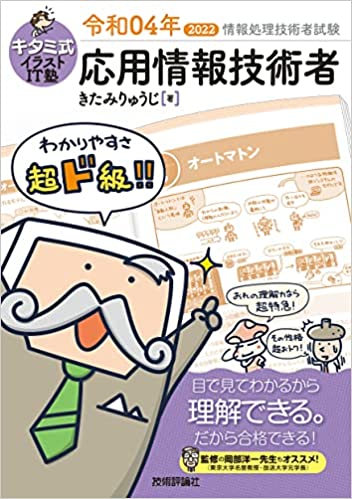 令和04年
2022
情報処理技術者試験
キタミ式
イラスト
IT塾
応用情報技術者
きたみりゅうじ[著]
オートマトン
わかりやすさ
超ド級!!
おれの理解力なら
超特急!
その性格
超おトク!
目で見てわかるから
理解できる。
だから合格できる!
監修の岡部洋一先生もオススメ!
(東京大学名誉教授・放送大学元学長)
技術評論社